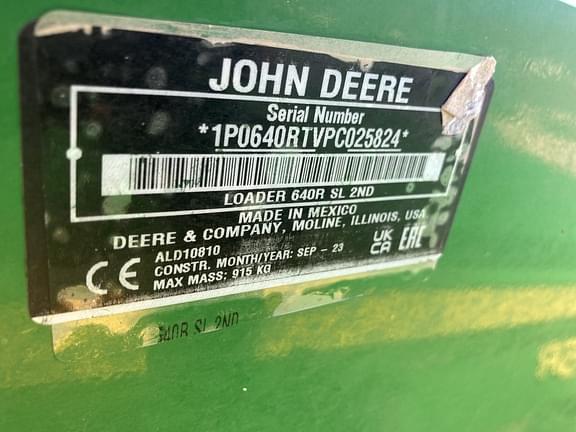 JOHN DEERE
Serial Number
*1P0640RTVPC025824*
LOADER 640R SL 2ND
MADE IN MEXICO
DEERE & COMPANY, MOLINE, ILLINOIS, USA
ALD10810
CONSTR. MONTH/YEAR: SEP - 23
MAX MASS: 915 KG
CE
UK
CA
EAC
640R SL 2ND